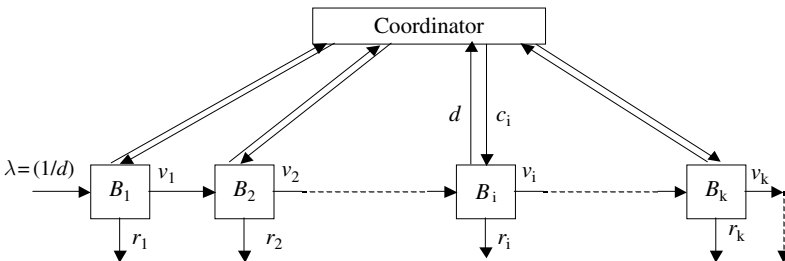 Coordinator
d c_i
λ=(1/d) v_1 v_2 v_i v_k
B_1 B_2 B_i B_k
r_1 r_2 r_i r_k